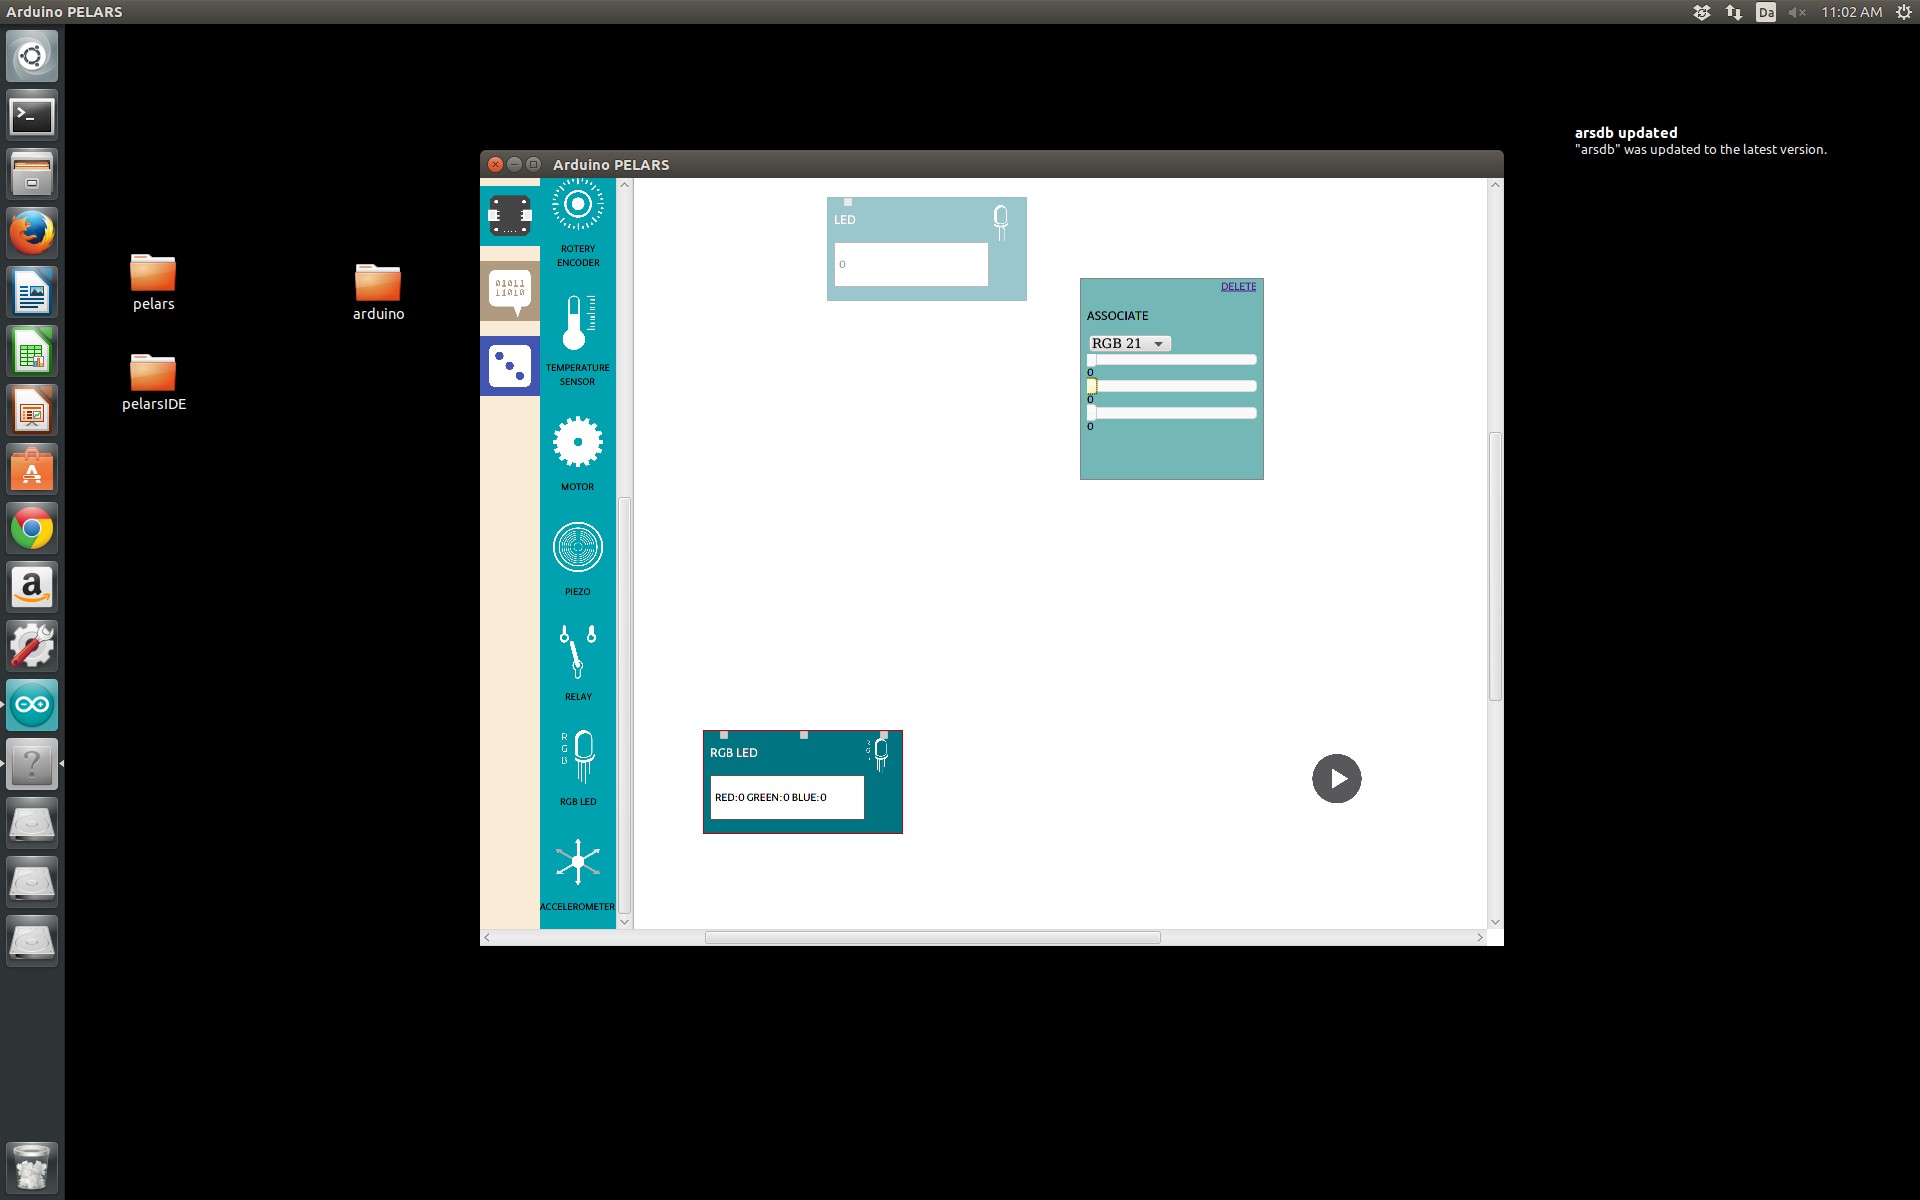 Arduino PELARS
Da
11:02 AM
arsdb updated
"arsdb" was updated to the latest version.
pelars
arduino
pelarsIDE
Arduino PELARS
01011
11010
ROTERY
ENCODER
TEMPERATURE
SENSOR
MOTOR
PIEZO
RELAY
R
G
B
RGB LED
ACCELEROMETER
LED
0
DELETE
ASSOCIATE
RGB 21
0
0
0
RGB LED
RED:0 GREEN:0 BLUE:0